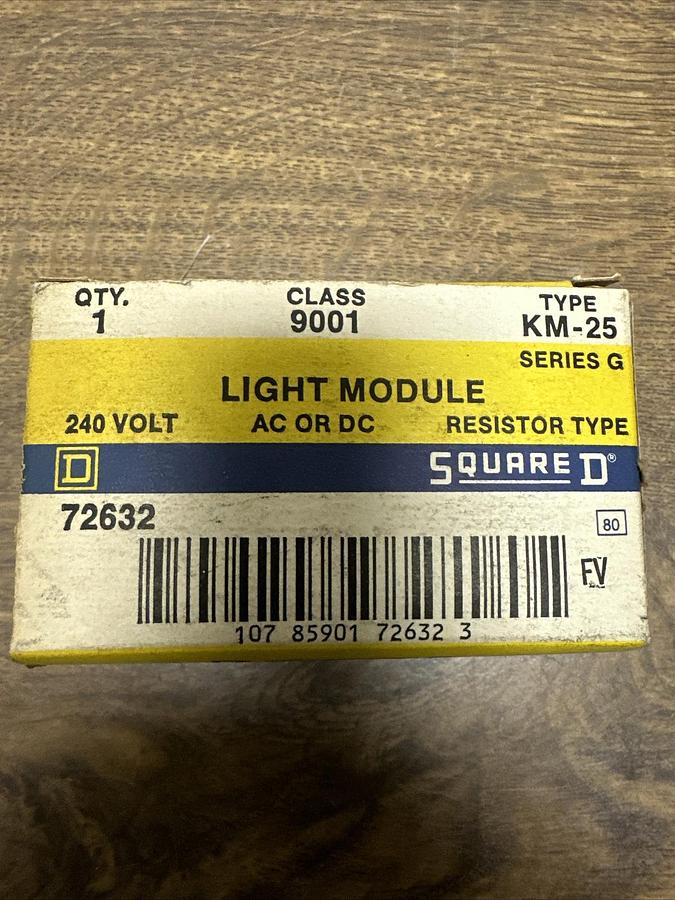 QTY. CLASS TYPE
1 9001 KM-25
SERIES G
LIGHT MODULE
240 VOLT AC OR DC RESISTOR TYPE
D SQUARE D®
72632
80
FV
107 85901 72632 3